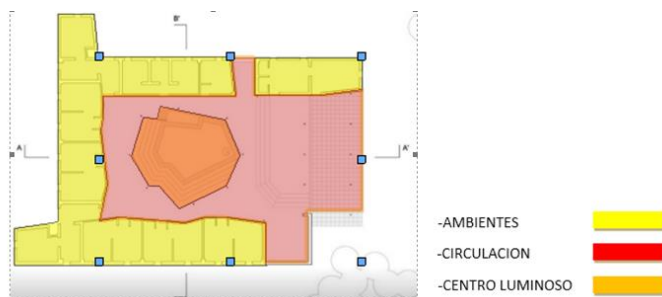 B'
A
A'
-AMBIENTES
-CIRCULACION
-CENTRO LUMINOSO